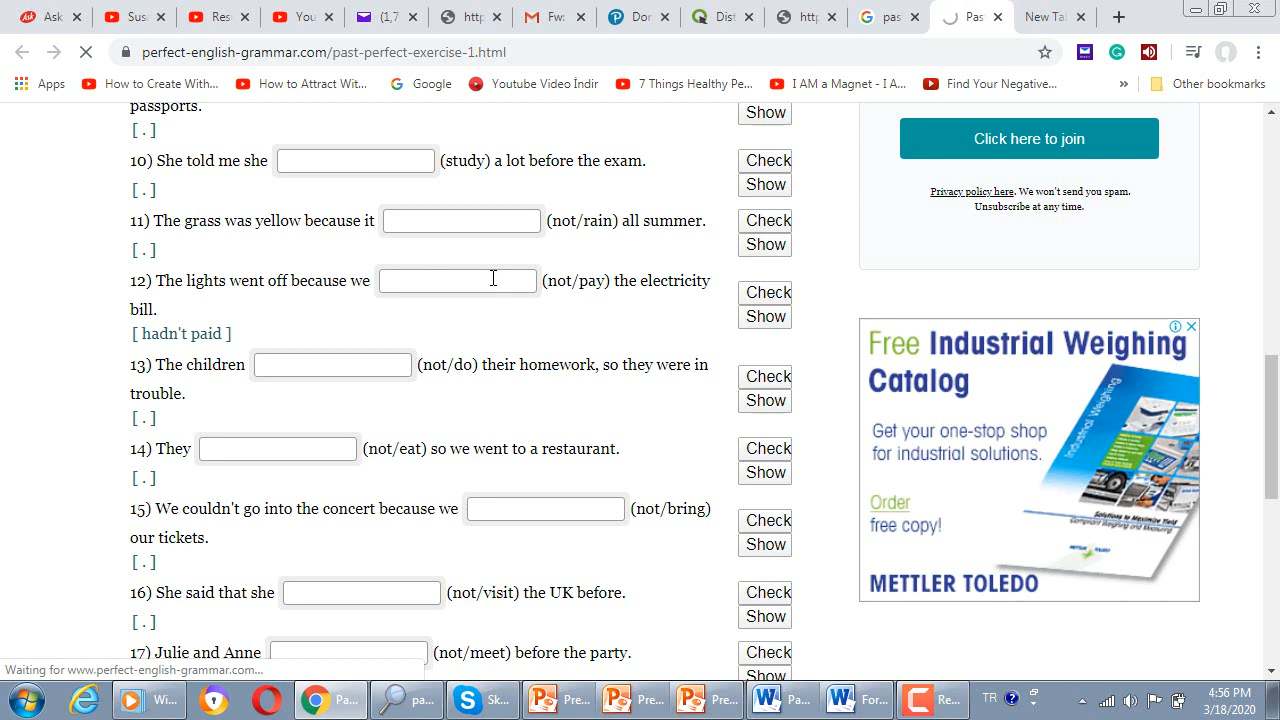 Ask
Sus
Res
You
(1,7
http
Fw:
Dor
Dis
http
pas
Pas
New Tab
perfect-english-grammar.com/past-perfect-exercise-1.html
Apps
How to Create With...
How to Attract Wit...
Google
Youtube Video İndir
7 Things Healthy Pe...
I AM a Magnet - I A...
Find Your Negative...
»
Other bookmarks
passports.
Show
[ . ]
10) She told me she (study) a lot before the exam.
Check
Show
[ . ]
11) The grass was yellow because it (not/rain) all summer.
Check
Show
[ . ]
12) The lights went off because we (not/pay) the electricity
bill.
Check
Show
[ hadn't paid ]
13) The children (not/do) their homework, so they were in
trouble.
Check
Show
[ . ]
14) They (not/eat) so we went to a restaurant.
Check
Show
[ . ]
15) We couldn't go into the concert because we (not/bring)
our tickets.
Check
Show
[ . ]
16) She said that she (not/visit) the UK before.
Check
Show
[ . ]
17) Julie and Anne (not/meet) before the party.
Check
Show
Click here to join
Privacy policy here. We won't send you spam.
Unsubscribe at any time.
Free Industrial Weighing
Catalog
Get your one-stop shop
for industrial solutions.
Order
free copy!
METTLER TOLEDO
Industrial Weighing
Solutions to Maximize Yield
METTLER TOLEDO
Waiting for www.perfect-english-grammar.com...
Wi...
Pa...
pa...
Sk...
Pre...
Pre...
Pre...
Pa...
For...
Re...
TR
4:56 PM
3/18/2020